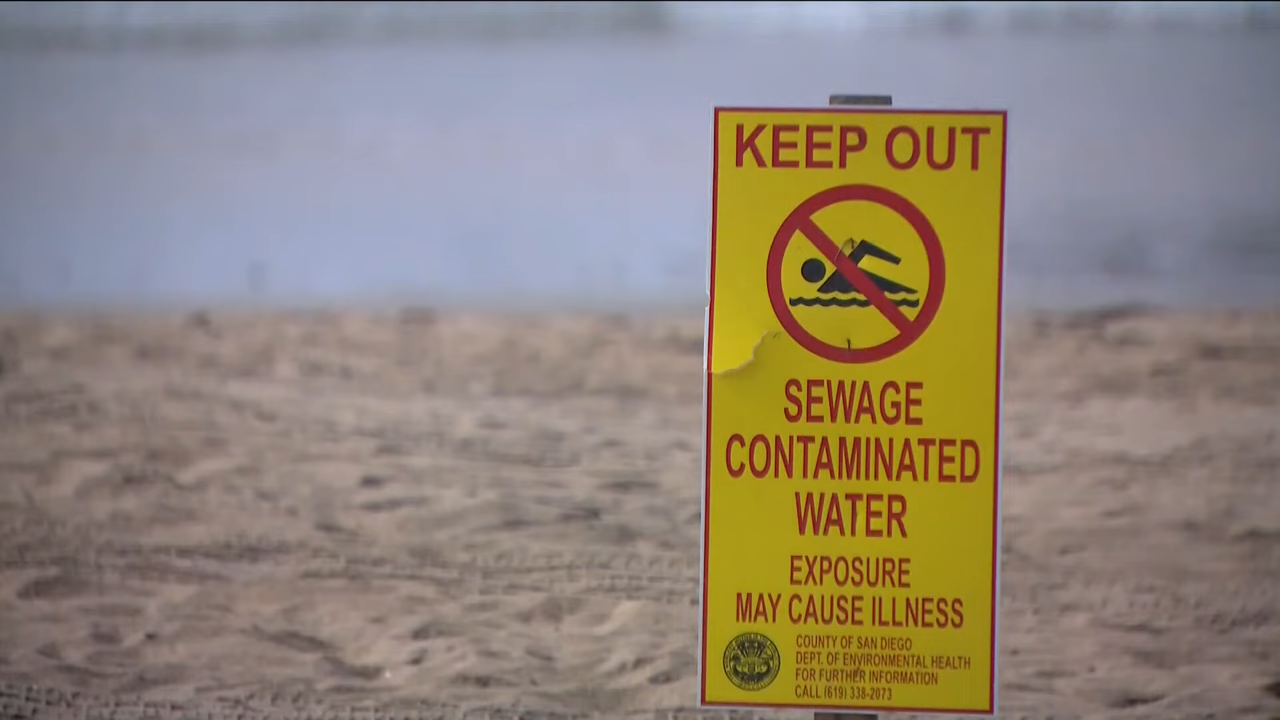 KEEP OUT
SEWAGE
CONTAMINATED
WATER
EXPOSURE
MAY CAUSE ILLNESS
COUNTY OF SAN DIEGO
DEPT. OF ENVIRONMENTAL HEALTH
FOR FURTHER INFORMATION
CALL (619) 338-2073